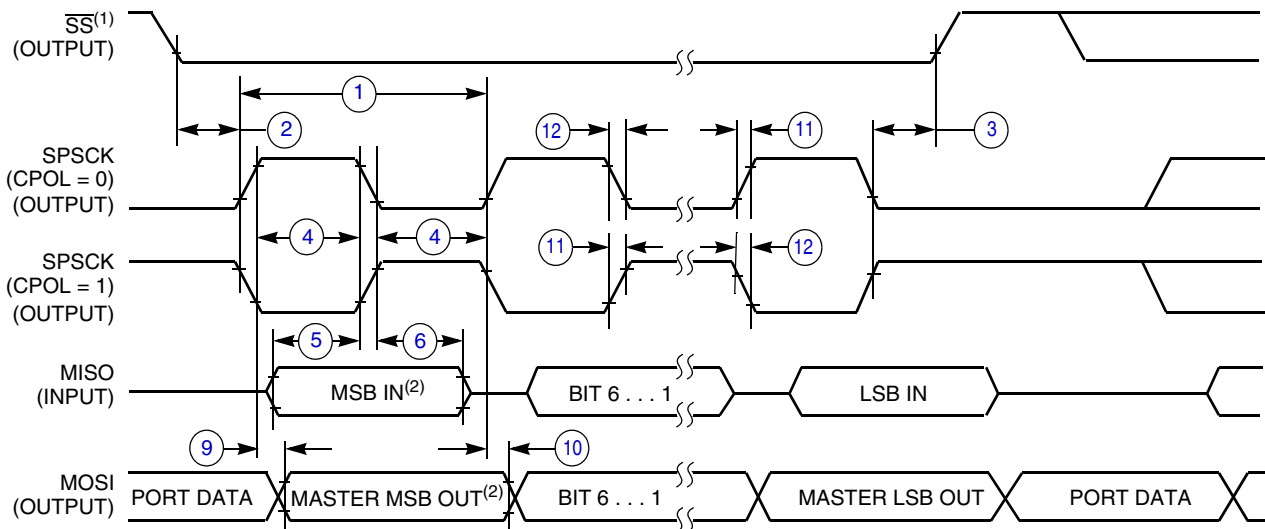 SS(1)
(OUTPUT)
1
2
12
11
3
SPSCK
(CPOL = 0)
(OUTPUT)
4
4
11
12
SPSCK
(CPOL = 1)
(OUTPUT)
5
6
MISO
(INPUT)
MSB IN(2)
BIT 6 . . . 1
LSB IN
9
10
MOSI
(OUTPUT)
PORT DATA
MASTER MSB OUT(2)
BIT 6 . . . 1
MASTER LSB OUT
PORT DATA